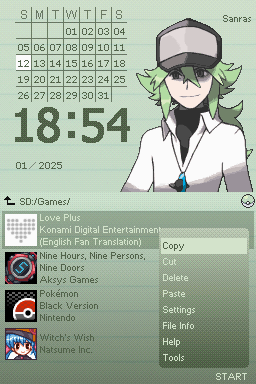 Sanras
S M T W T F S
01 02 03 04
05 06 07 08 09 10 11
12 13 14 15 16 17 18
19 20 21 22 23 24 25
26 27 28 29 30 31
18:54
01/2025
SD:/Games/
Love Plus
Konami Digital Entertainment
(English Fan Translation)
Nine Hours, Nine Persons,
Nine Doors
Aksys Games
Pokémon
Black Version
Nintendo
Witch's Wish
Natsume Inc.
Copy
Cut
Delete
Paste
Settings
File Info
Help
Tools
START